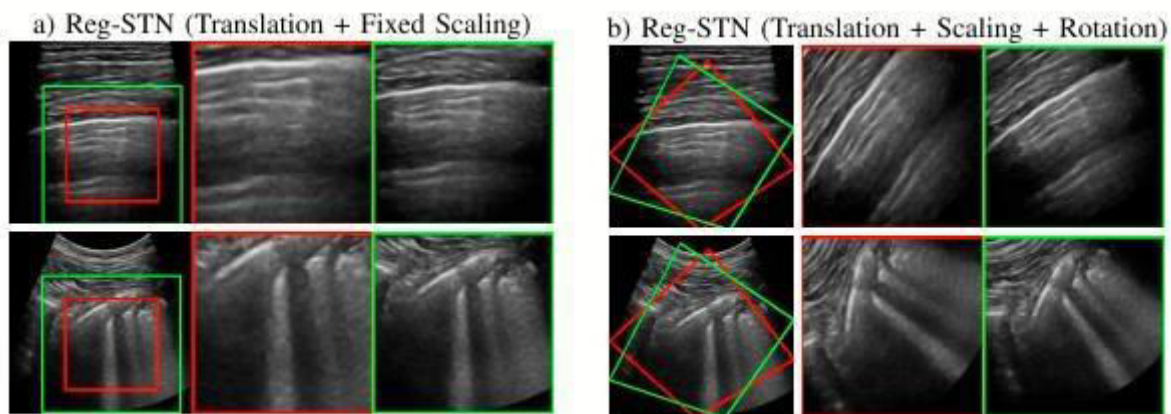 a) Reg-STN (Translation + Fixed Scaling)
b) Reg-STN (Translation + Scaling + Rotation)